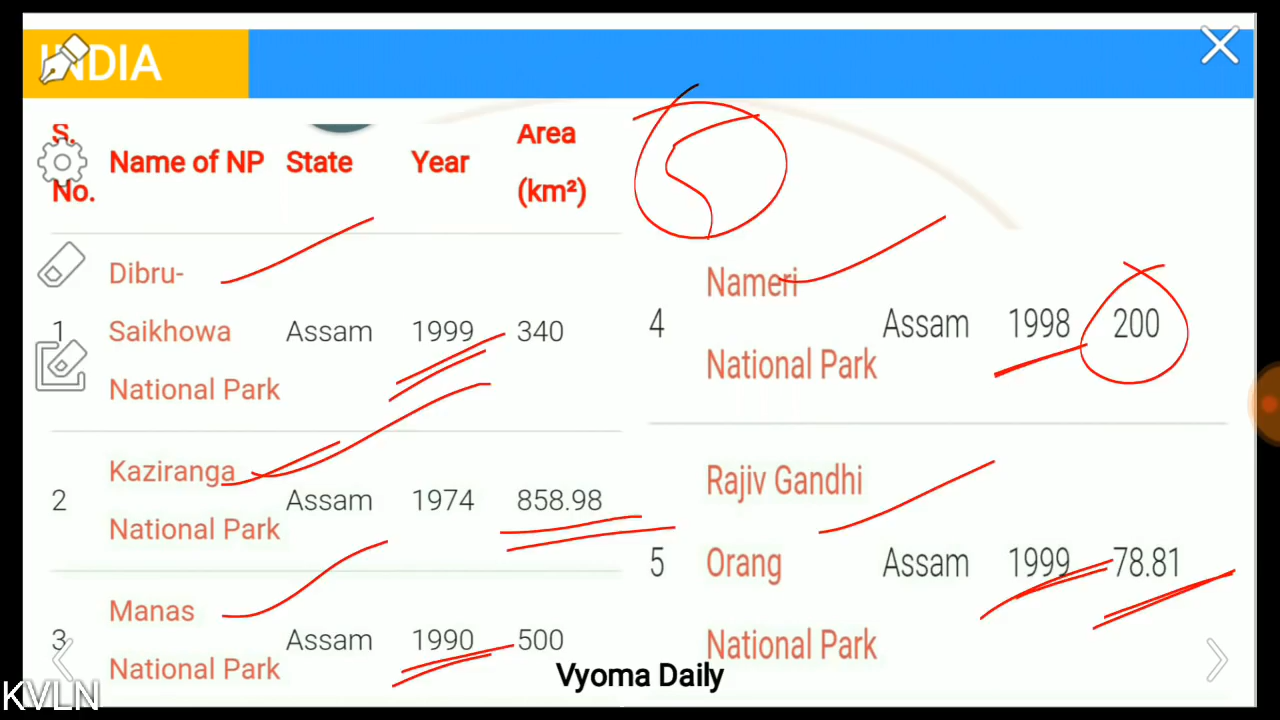 INDIA
S. No. Name of NP State Year Area (km²)
1 Dibru-Saikhowa National Park Assam 1999 340
2 Kaziranga National Park Assam 1974 858.98
3 Manas National Park Assam 1990 500
5
4 Nameri National Park Assam 1998 200
5 Rajiv Gandhi Orang National Park Assam 1999 78.81
Vyoma Daily
KVLN